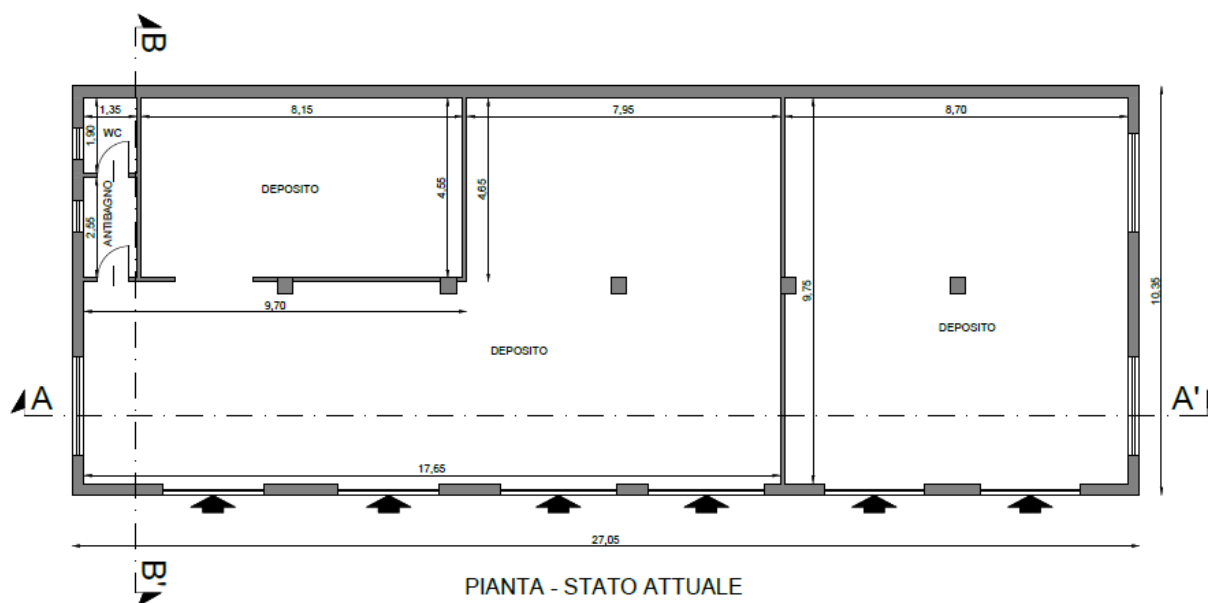 B
1,35
8,15
7,95
8,70
1,90
WC
DEPOSITO
4,55
4,65
ANTIBAGNO
2,55
9,75
10,35
9,70
DEPOSITO
DEPOSITO
A
A'
17,65
27,05
B'
PIANTA - STATO ATTUALE